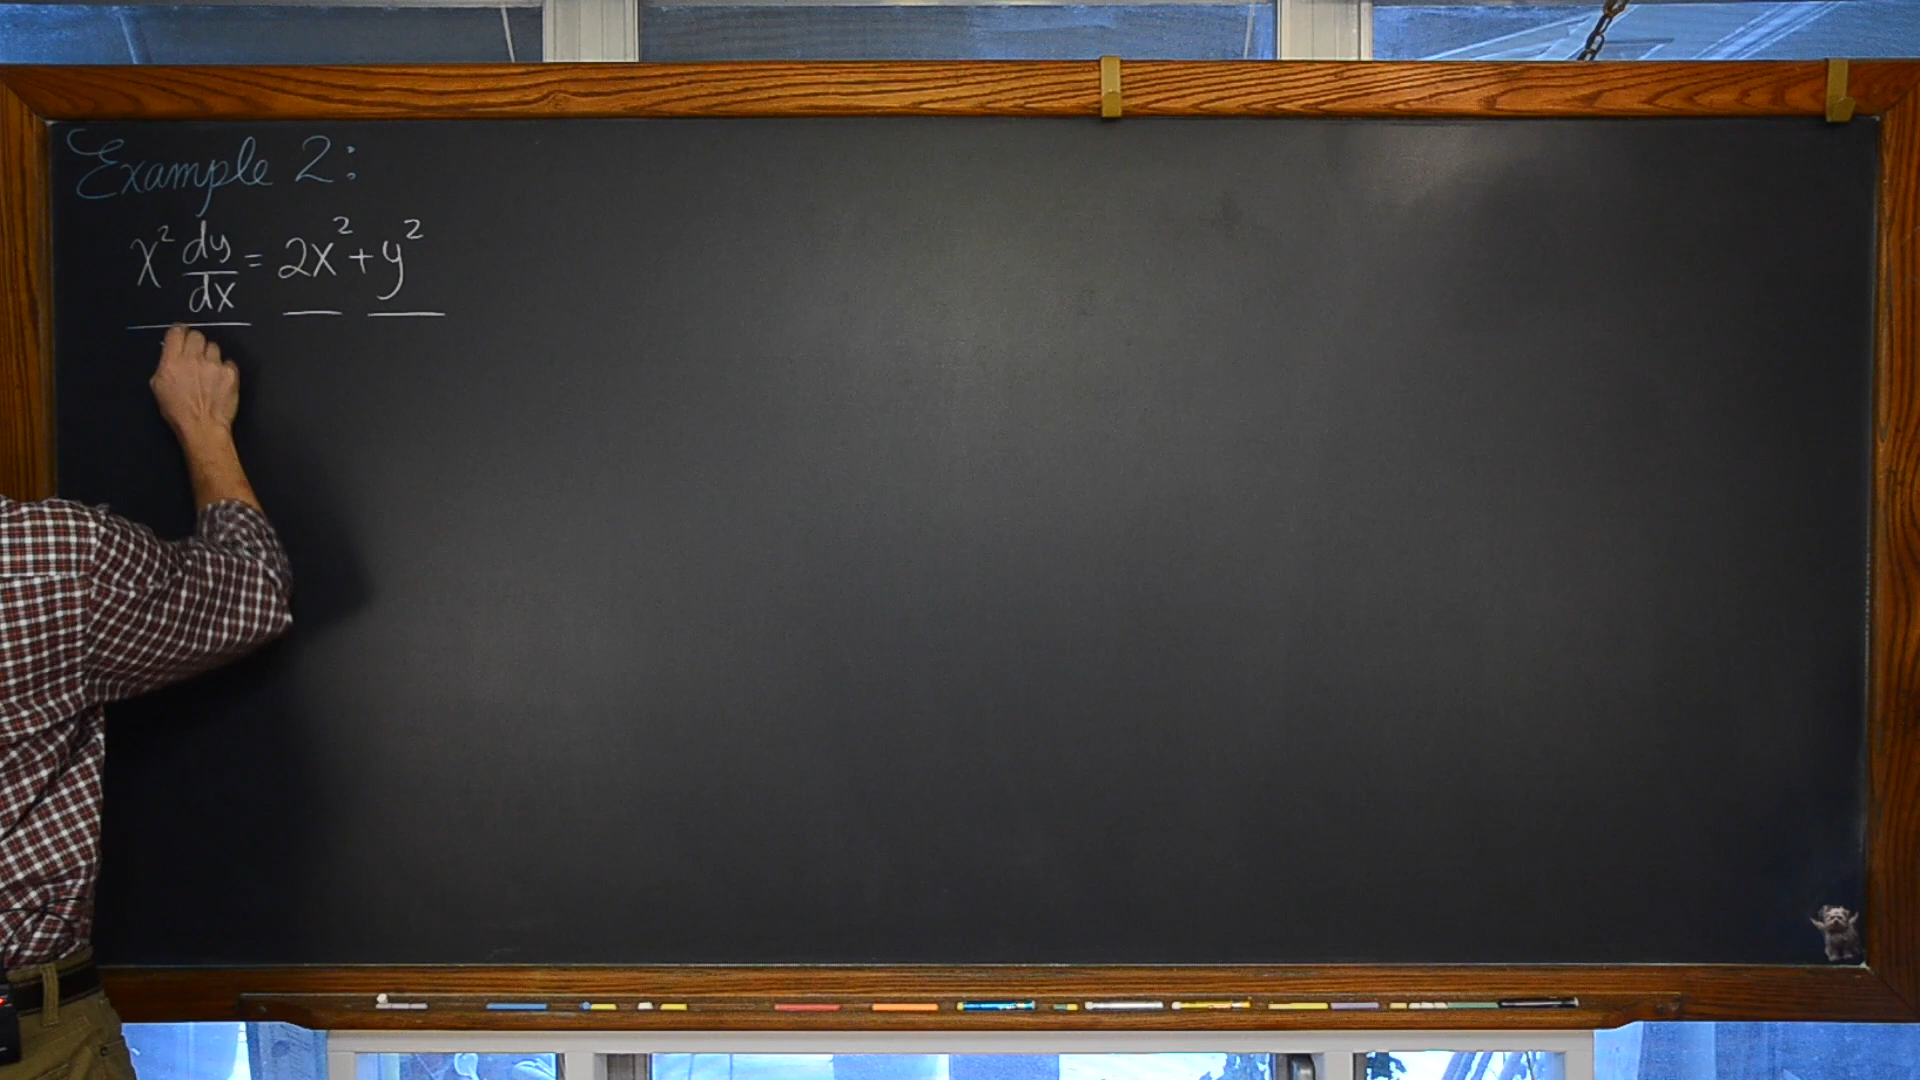 Example 2:
x² dy/dx = 2x² + y²